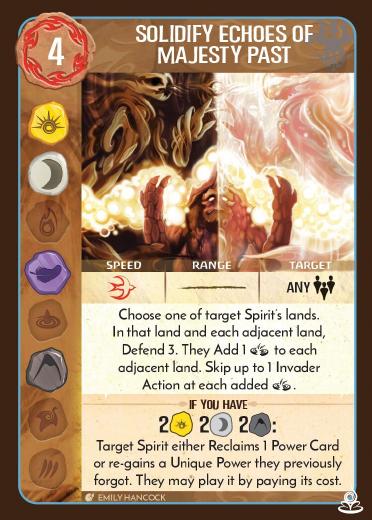 4
SOLIDIFY ECHOES OF
MAJESTY PAST
SPEED RANGE TARGET
ANY
Choose one of target Spirit's lands.
In that land and each adjacent land,
Defend 3. They Add 1 to each
adjacent land. Skip up to 1 Invader
Action at each added .
IF YOU HAVE
2 2 2 :
Target Spirit either Reclaims 1 Power Card
or re-gains a Unique Power they previously
forgot. They may play it by paying its cost.
EMILY HANCOCK